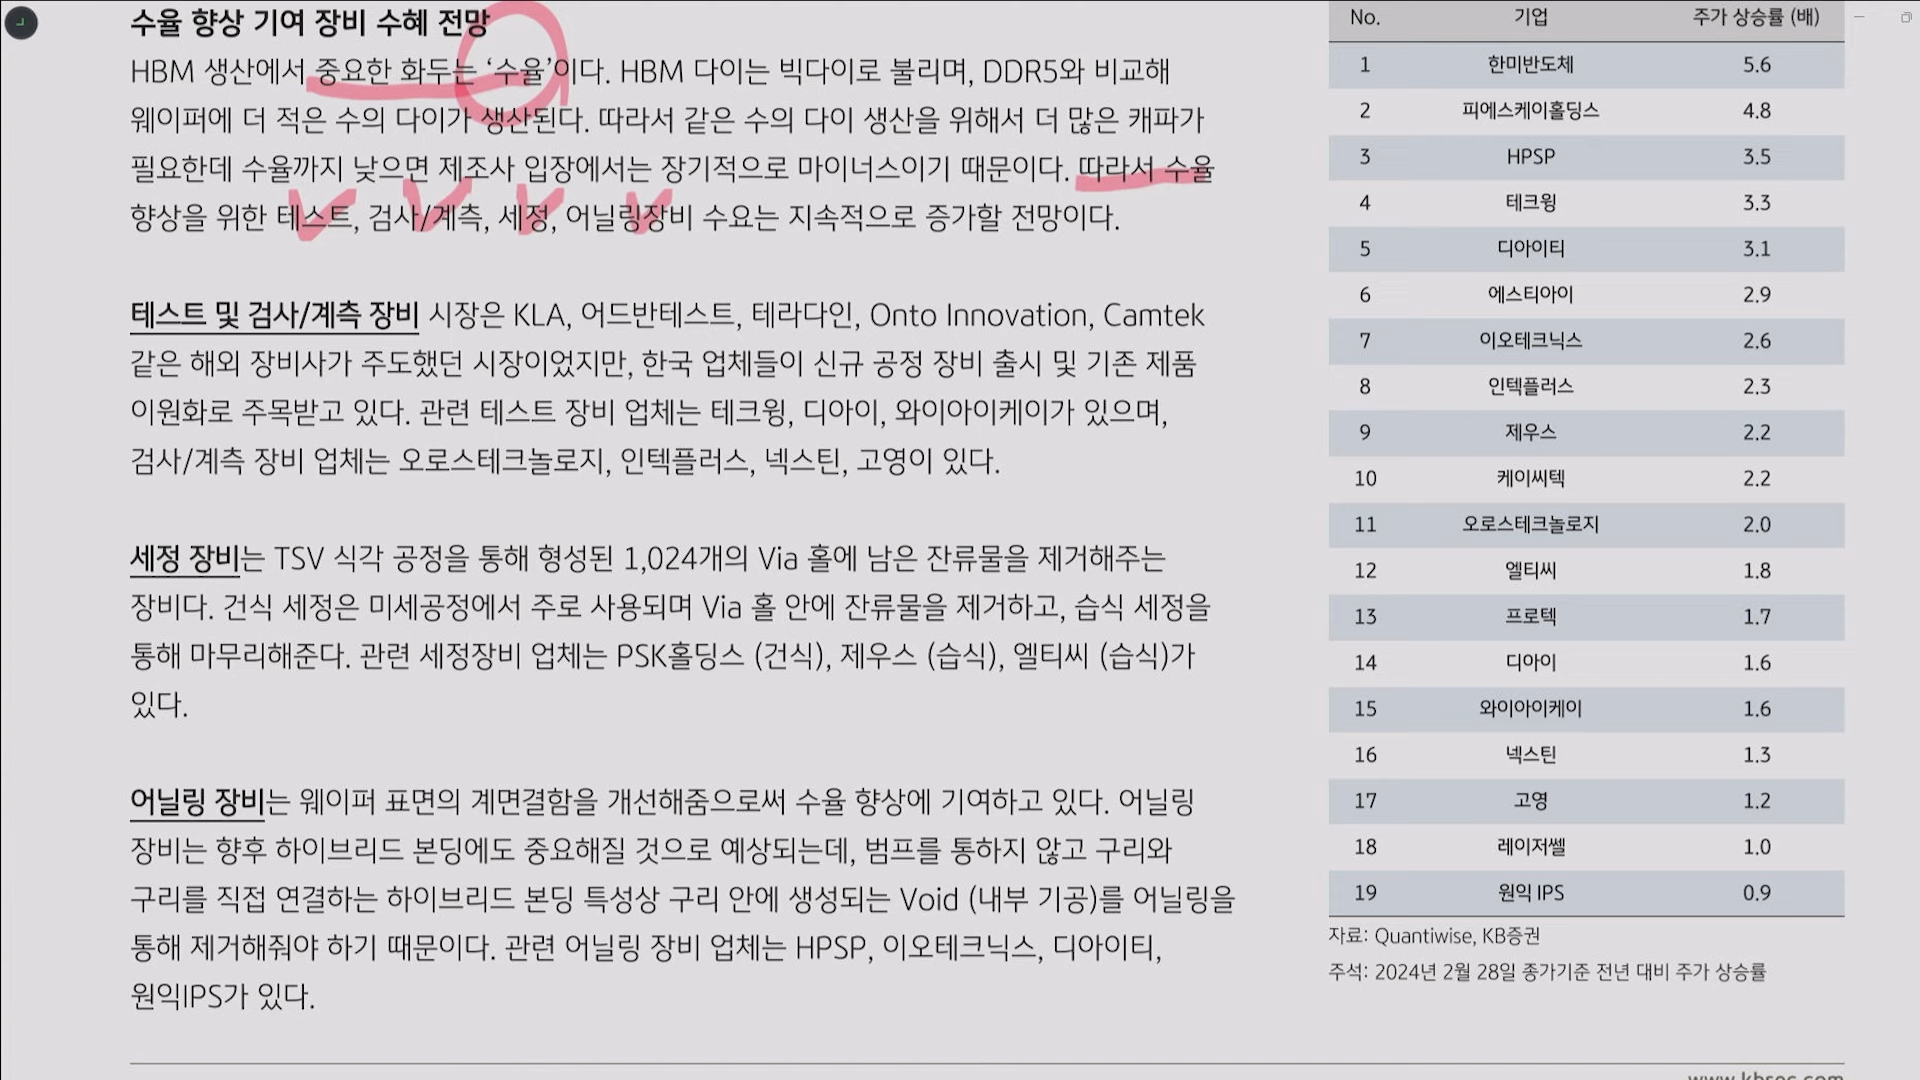 수율 향상 기여 장비 수혜 전망
HBM 생산에서 중요한 화두는 ‘수율’이다. HBM 다이는 빅다이로 불리며, DDR5와 비교해
웨이퍼에 더 적은 수의 다이가 생산된다. 따라서 같은 수의 다이 생산을 위해서 더 많은 캐파가
필요한데 수율까지 낮으면 제조사 입장에서는 장기적으로 마이너스이기 때문이다. 따라서 수율
향상을 위한 테스트, 검사/계측, 세정, 어닐링장비 수요는 지속적으로 증가할 전망이다.
테스트 및 검사/계측 장비 시장은 KLA, 어드반테스트, 테라다인, Onto Innovation, Camtek
같은 해외 장비사가 주도했던 시장이었지만, 한국 업체들이 신규 공정 장비 출시 및 기존 제품
이원화로 주목받고 있다. 관련 테스트 장비 업체는 테크윙, 디아이, 와이아이케이가 있으며,
검사/계측 장비 업체는 오로스테크놀로지, 인텍플러스, 넥스틴, 고영이 있다.
세정 장비는 TSV 식각 공정을 통해 형성된 1,024개의 Via 홀에 남은 잔류물을 제거해주는
장비다. 건식 세정은 미세공정에서 주로 사용되며 Via 홀 안에 잔류물을 제거하고, 습식 세정을
통해 마무리해준다. 관련 세정장비 업체는 PSK홀딩스 (건식), 제우스 (습식), 엘티씨 (습식)가
있다.
어닐링 장비는 웨이퍼 표면의 계면결함을 개선해줌으로써 수율 향상에 기여하고 있다. 어닐링
장비는 향후 하이브리드 본딩에도 중요해질 것으로 예상되는데, 범프를 통하지 않고 구리와
구리를 직접 연결하는 하이브리드 본딩 특성상 구리 안에 생성되는 Void (내부 기공)를 어닐링을
통해 제거해줘야 하기 때문이다. 관련 어닐링 장비 업체는 HPSP, 이오테크닉스, 디아이티,
원익IPS가 있다.
No. 기업 주가 상승률 (배)
1 한미반도체 5.6
2 피에스케이홀딩스 4.8
3 HPSP 3.5
4 테크윙 3.3
5 디아이티 3.1
6 에스티아이 2.9
7 이오테크닉스 2.6
8 인텍플러스 2.3
9 제우스 2.2
10 케이씨텍 2.2
11 오로스테크놀로지 2.0
12 엘티씨 1.8
13 프로텍 1.7
14 디아이 1.6
15 와이아이케이 1.6
16 넥스틴 1.3
17 고영 1.2
18 레이저쎌 1.0
19 원익 IPS 0.9
자료: Quantiwise, KB증권
주석: 2024년 2월 28일 종가기준 전년 대비 주가 상승률